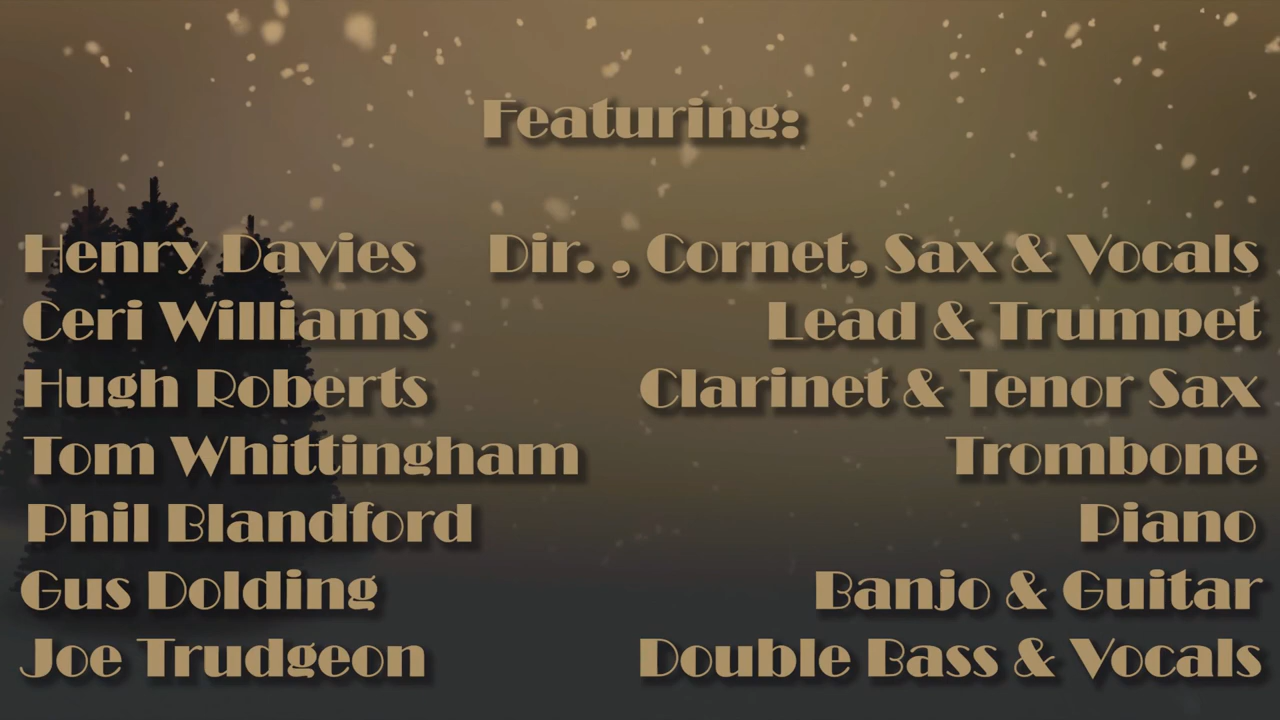 Featuring:
Henry Davies Dir. , Cornet, Sax & Vocals
Ceri Williams Lead & Trumpet
Hugh Roberts Clarinet & Tenor Sax
Tom Whittingham Trombone
Phil Blandford Piano
Gus Dolding Banjo & Guitar
Joe Trudgeon Double Bass & Vocals